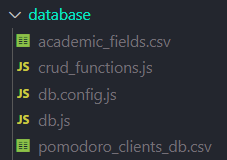 database
academic_fields.csv
JS crud_functions.js
JS db.config.js
JS db.js
pomodoro_clients_db.csv